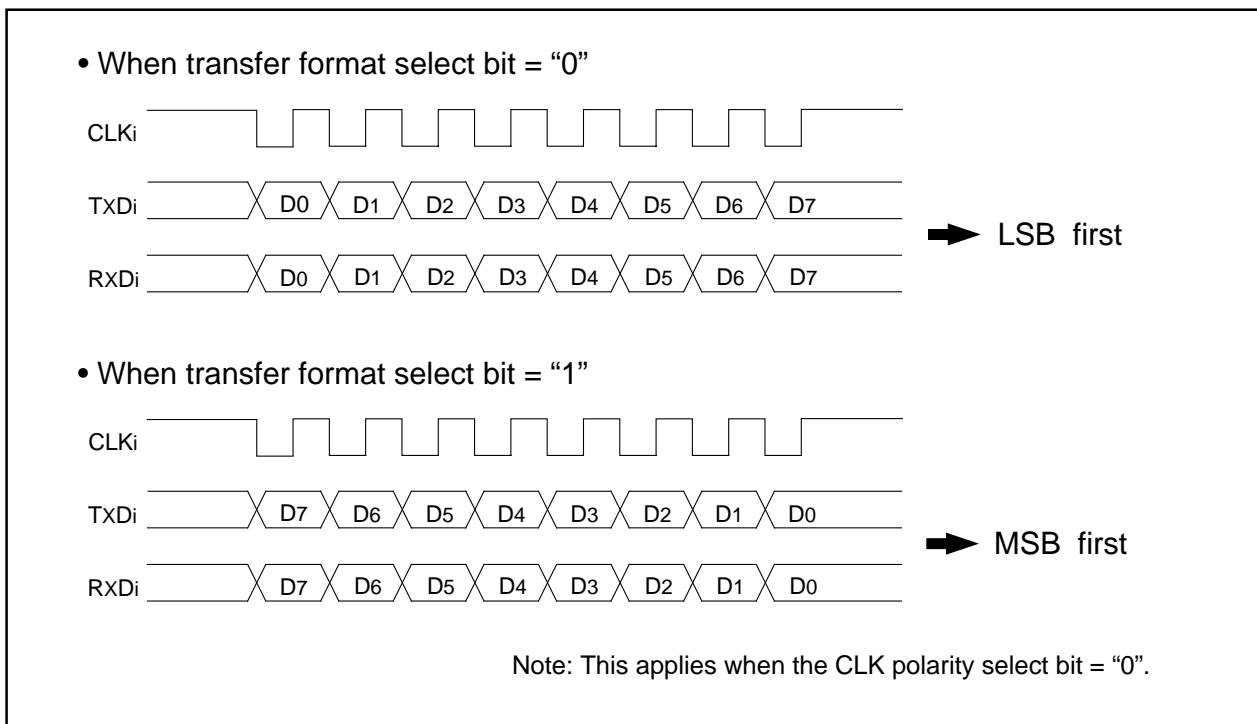 • When transfer format select bit = “0”
CLKi
TXDi D0 D1 D2 D3 D4 D5 D6 D7
LSB first
RXDi D0 D1 D2 D3 D4 D5 D6 D7
• When transfer format select bit = “1”
CLKi
TXDi D7 D6 D5 D4 D3 D2 D1 D0
MSB first
RXDi D7 D6 D5 D4 D3 D2 D1 D0
Note: This applies when the CLK polarity select bit = “0”.